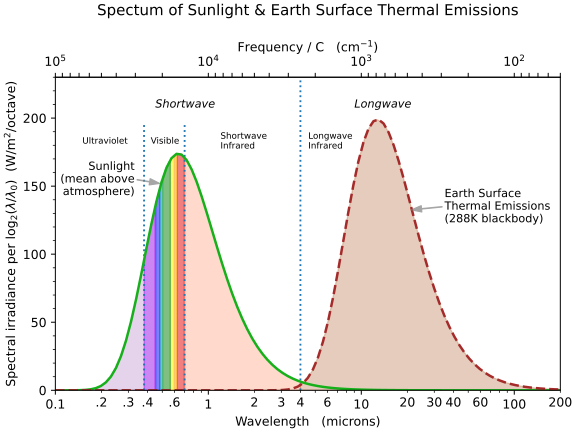 Spectum of Sunlight & Earth Surface Thermal Emissions
Frequency / C (cm⁻¹)
10⁵ 10⁴ 10³ 10²
Shortwave Longwave
Ultraviolet Visible Shortwave Infrared Longwave Infrared
Sunlight
(mean above
atmosphere)
Earth Surface
Thermal Emissions
(288K blackbody)
Spectral irradiance per log₂(λ/λ₀) (W/m²/octave)
200
150
100
50
0
0.1 .2 .3 .4 .6 1 2 3 4 6 10 20 30 40 60 100 200
Wavelength (microns)